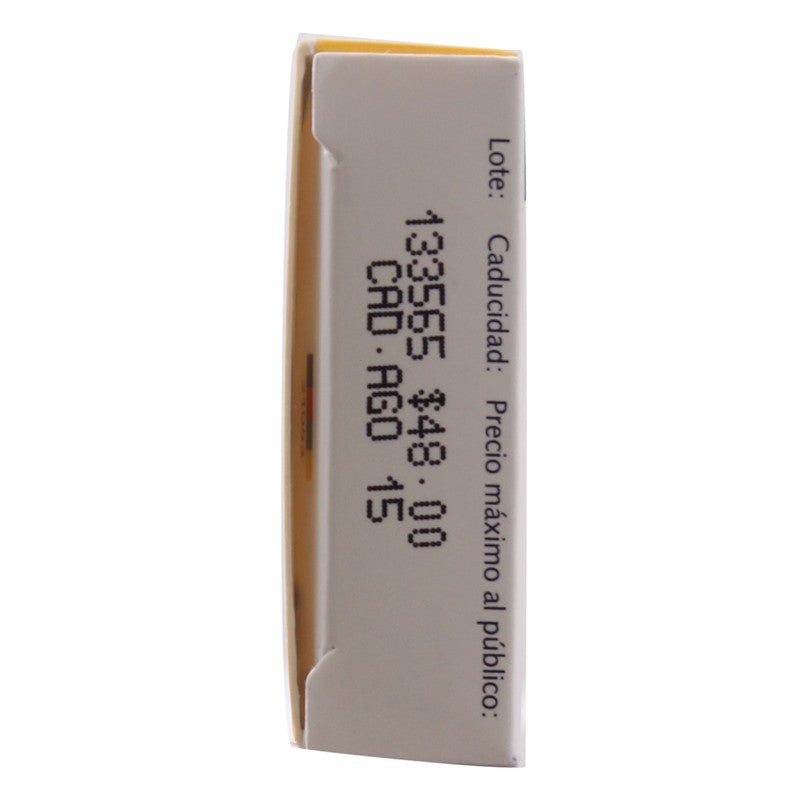 Lote: Caducidad: Precio máximo al público:
133565 $48.00
CAD.AGO 15